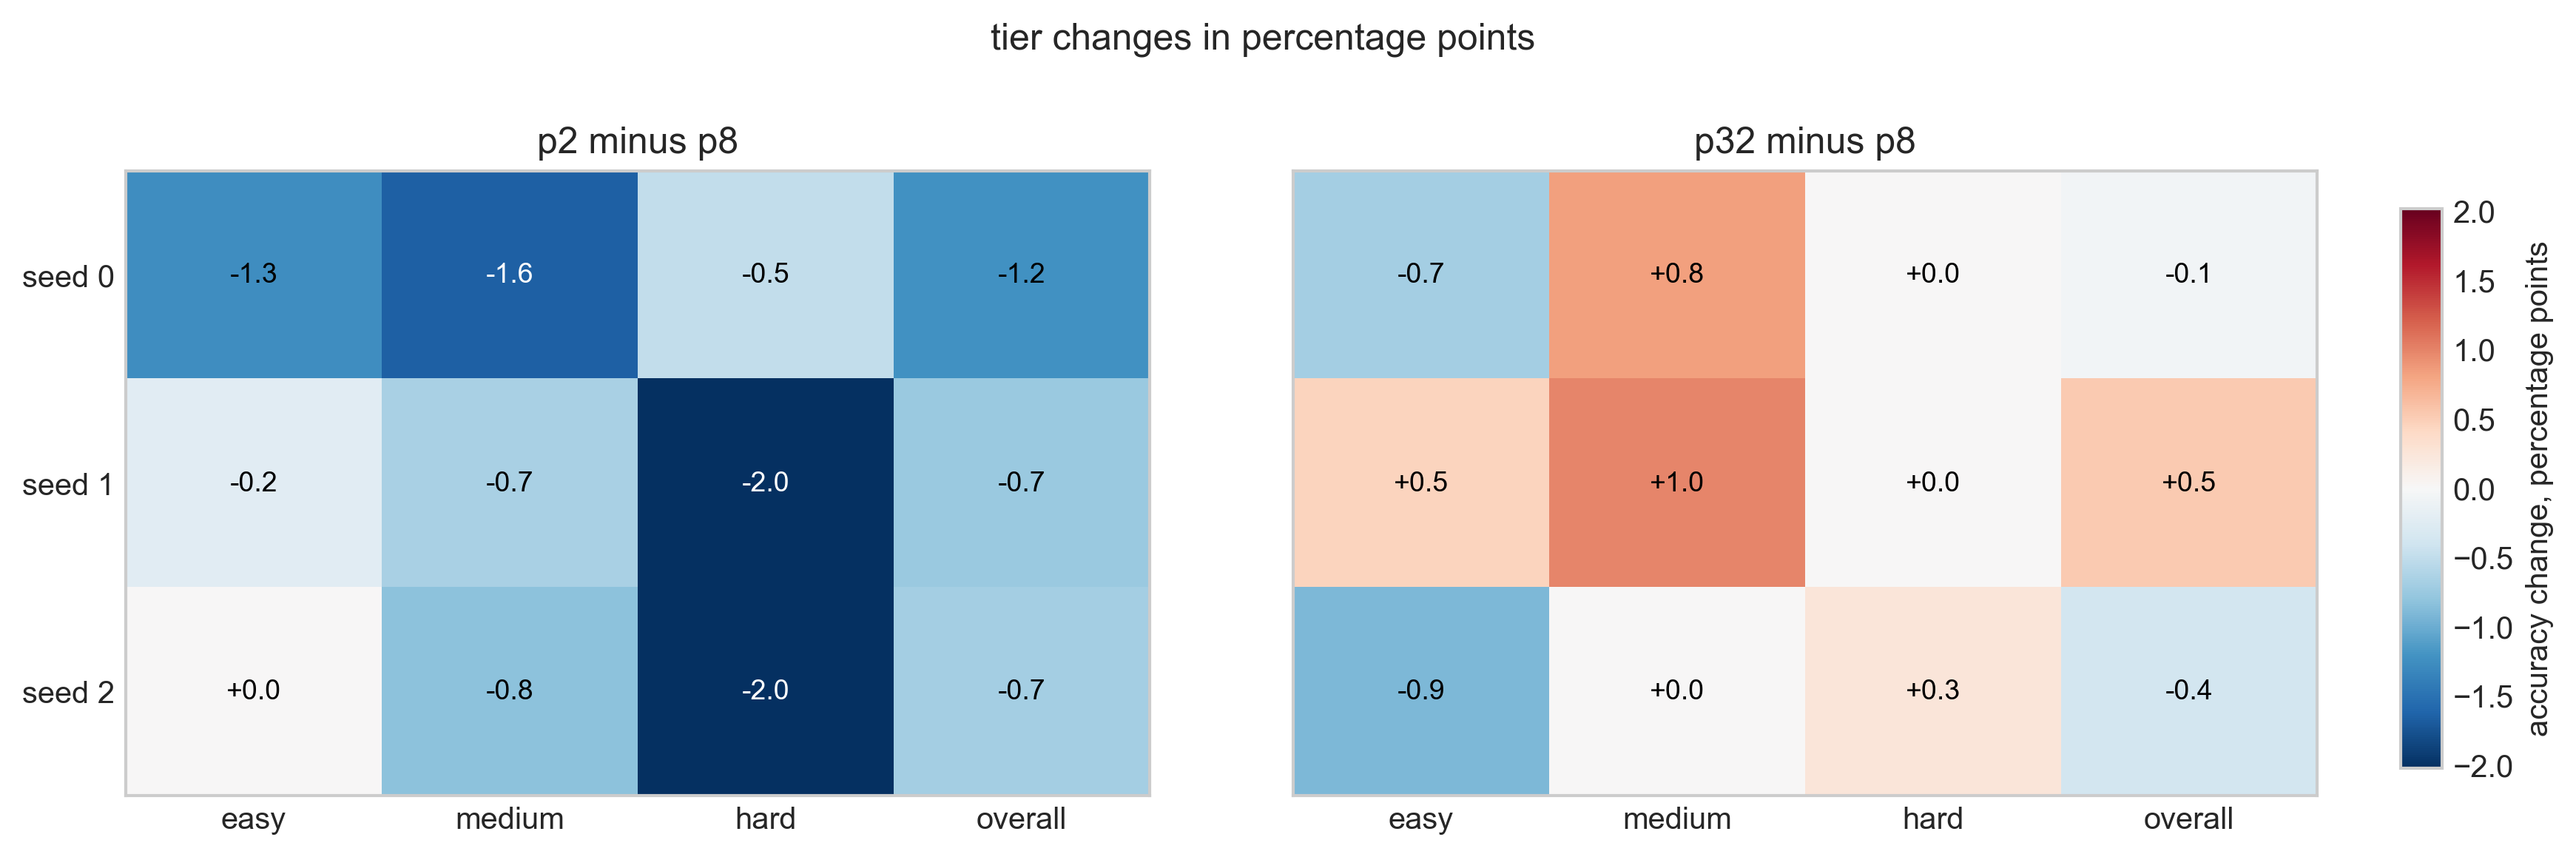 tier changes in percentage points
p2 minus p8
p32 minus p8
seed 0
-1.3
-1.6
-0.5
-1.2
-0.7
+0.8
+0.0
-0.1
seed 1
-0.2
-0.7
-2.0
-0.7
+0.5
+1.0
+0.0
+0.5
seed 2
+0.0
-0.8
-2.0
-0.7
-0.9
+0.0
+0.3
-0.4
easy
medium
hard
overall
easy
medium
hard
overall
2.0
1.5
1.0
0.5
0.0
−0.5
−1.0
−1.5
−2.0
accuracy change, percentage points